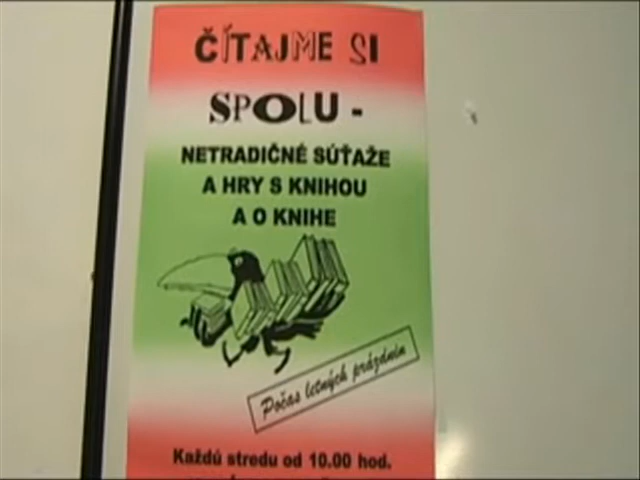 ČÍTAJME SI
SPOLU -
NETRADIČNÉ SÚŤAŽE
A HRY S KNIHOU
A O KNIHE
Počas letných prázdnin
Každú stredu od 10.00 hod.